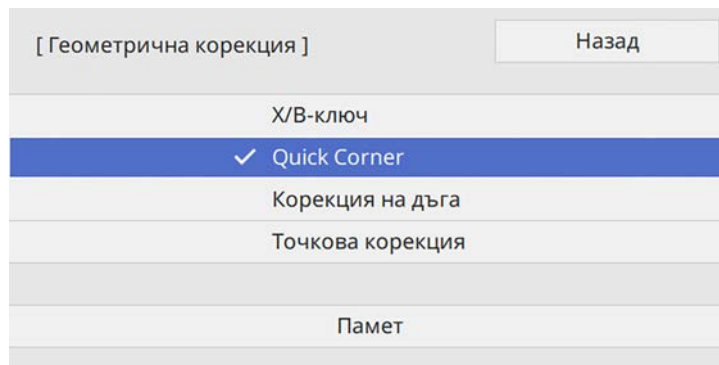 [ Геометрична корекция ]
Назад
Х/В-ключ
Quick Corner
Корекция на дъга
Точкова корекция
Памет